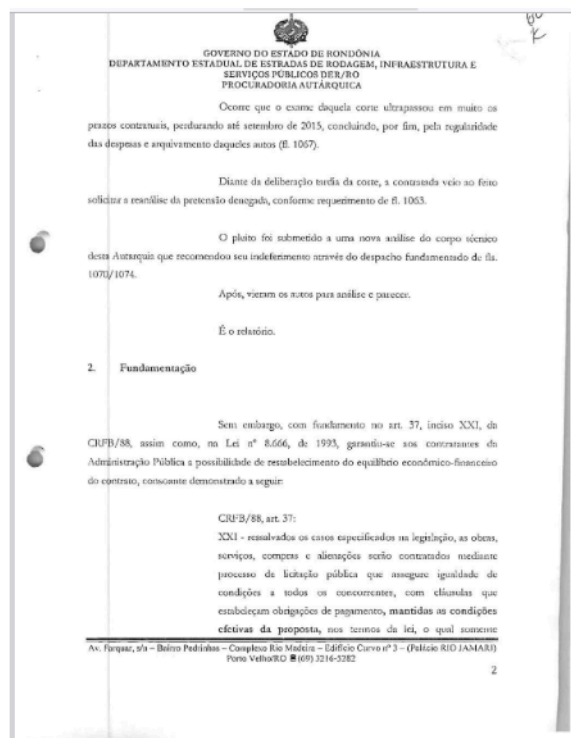 GOVERNO DO ESTADO DE RONDÔNIA
DEPARTAMENTO ESTADUAL DE ESTRADAS DE RODAGEM, INFRAESTRUTURA E
SERVIÇOS PÚBLICOS DER/RO
PROCURADORIA AUTÁRQUICA
Ocorre que o exame daquela corte ultrapassou em muito os
prazos contratuais, perdurando até setembro de 2015, concluindo, por fim, pela regularidade
das despesas e arquivamento daqueles autos (fl. 1067).
Diante da deliberação tardia da corte, a contratada veio ao feito
solicitar a reanálise da pretensão denegada, conforme requerimento de fl. 1063.
O pleito foi submetido a uma nova análise do corpo técnico
desta Autarquia que recomendou seu indeferimento através do despacho fundamentado de fls.
1070/1074.
Após, vieram os autos para análise e parecer.
É o relatório.
2. Fundamentação
Sem embargo, com fundamento no art. 37, inciso XXI, da
CRFB/88, assim como, na Lei nº 8.666, de 1993, garantiu-se aos contratantes da
Administração Pública a possibilidade de restabelecimento do equilíbrio econômico-financeiro
do contrato, consoante demonstrado a seguir:
CRFB/88, art. 37:
XXI - ressalvados os casos especificados na legislação, as obras,
serviços, compras e alienações serão contratados mediante
processo de licitação pública que assegure igualdade de
condições a todos os concorrentes, com cláusulas que
estabeleçam obrigações de pagamento, mantidas as condições
efetivas da proposta, nos termos da lei, o qual somente
Av. Farquar, s/n – Bairro Pedrinhas – Complexo Rio Madeira – Edifício Curvo nº 3 – (Palácio RIO JAMARI)
Porto Velho/RO (69) 3216-5282
2